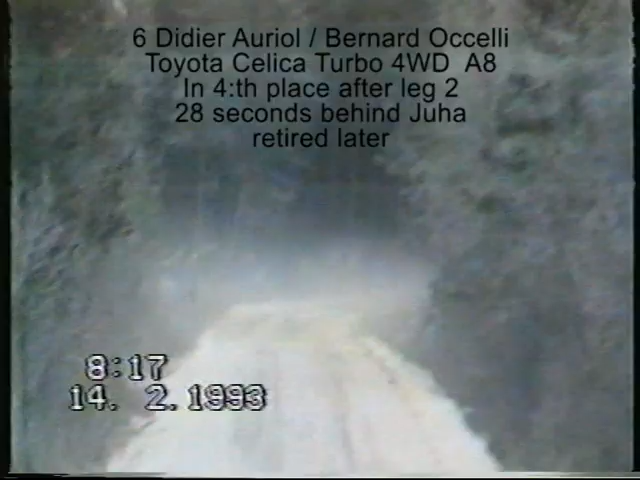 6 Didier Auriol / Bernard Occelli
Toyota Celica Turbo 4WD  A8
In 4:th place after leg 2
28 seconds behind Juha
retired later
8:17
14. 2.1993